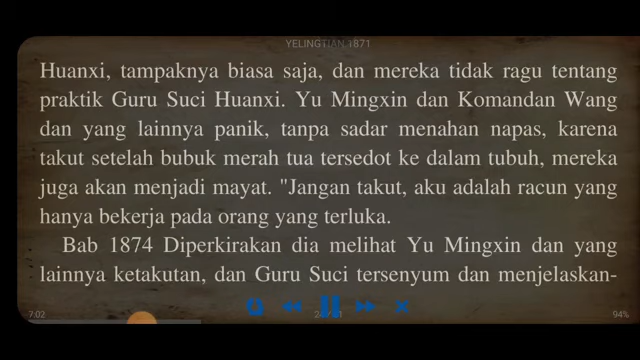 YELINGTIAN.1871
Huanxi, tampaknya biasa saja, dan mereka tidak ragu tentang
praktik Guru Suci Huanxi. Yu Mingxin dan Komandan Wang
dan yang lainnya panik, tanpa sadar menahan napas, karena
takut setelah bubuk merah tua tersedot ke dalam tubuh, mereka
juga akan menjadi mayat. "Jangan takut, aku adalah racun yang
hanya bekerja pada orang yang terluka.
Bab 1874 Diperkirakan dia melihat Yu Mingxin dan yang
lainnya ketakutan, dan Guru Suci tersenyum dan menjelaskan-
7.02
94%